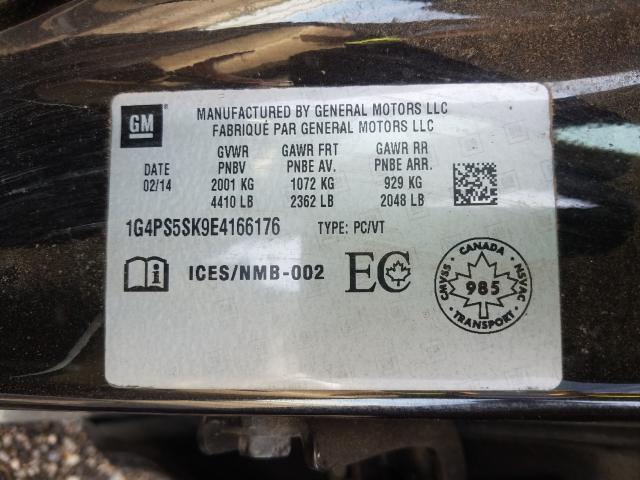 GM
MANUFACTURED BY GENERAL MOTORS LLC
FABRIQUÉ PAR GENERAL MOTORS LLC
GVWR GAWR FRT GAWR RR
DATE PNBV PNBE AV. PNBE ARR.
02/14 2001 KG 1072 KG 929 KG
4410 LB 2362 LB 2048 LB
1G4PS5SK9E4166176 TYPE: PC/VT
i ICES/NMB-002 EC
CANADA
CMVSS 985 NSVAC
TRANSPORT